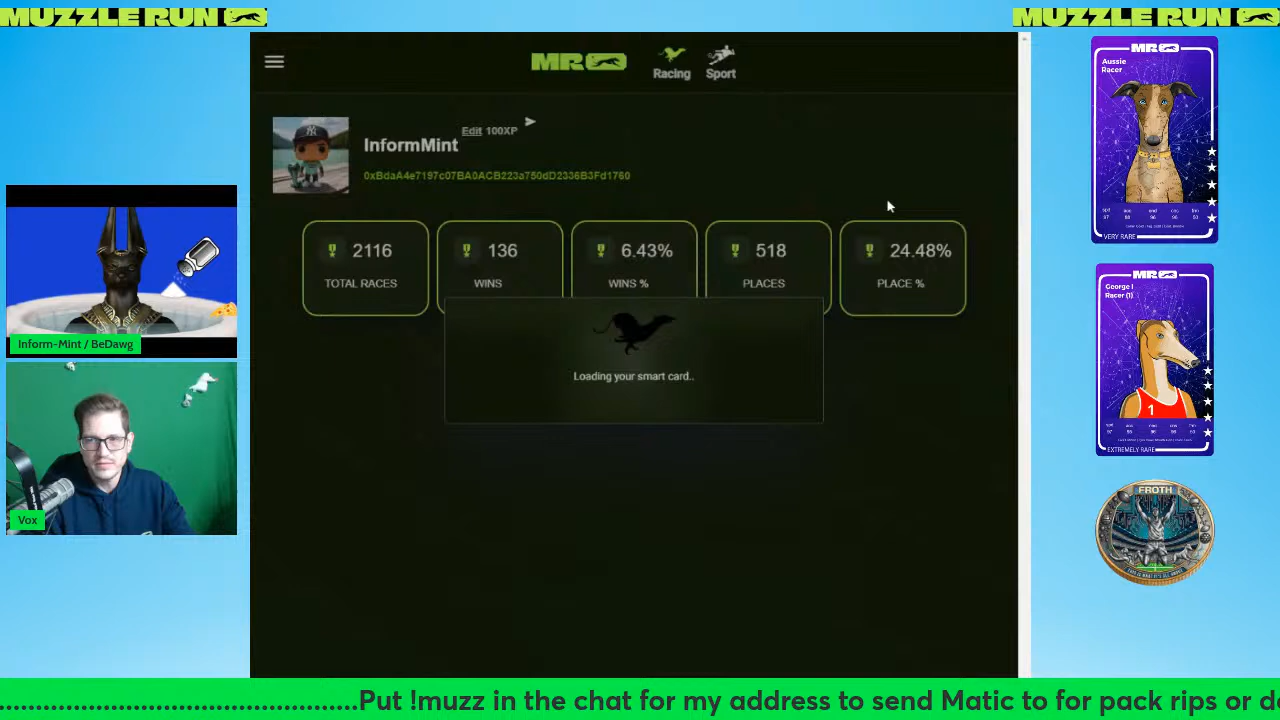 MUZZLE RUN
MUZZLE RUN
MR
Racing
Sport
InformMint
Edit 100XP
0xBdaA4e7197c07BA0ACB223a750dD2336B3Fd1760
2116
TOTAL RACES
136
WINS
6.43%
WINS %
518
PLACES
24.48%
PLACE %
Loading your smart card..
Inform-Mint / BeDawg
Vox
MR
Aussie
Racer
VERY RARE
MR
George I
Racer (1)
1
EXTREMELY RARE
FROTH
..................................................Put !muzz in the chat for my address to send Matic to for pack rips or d